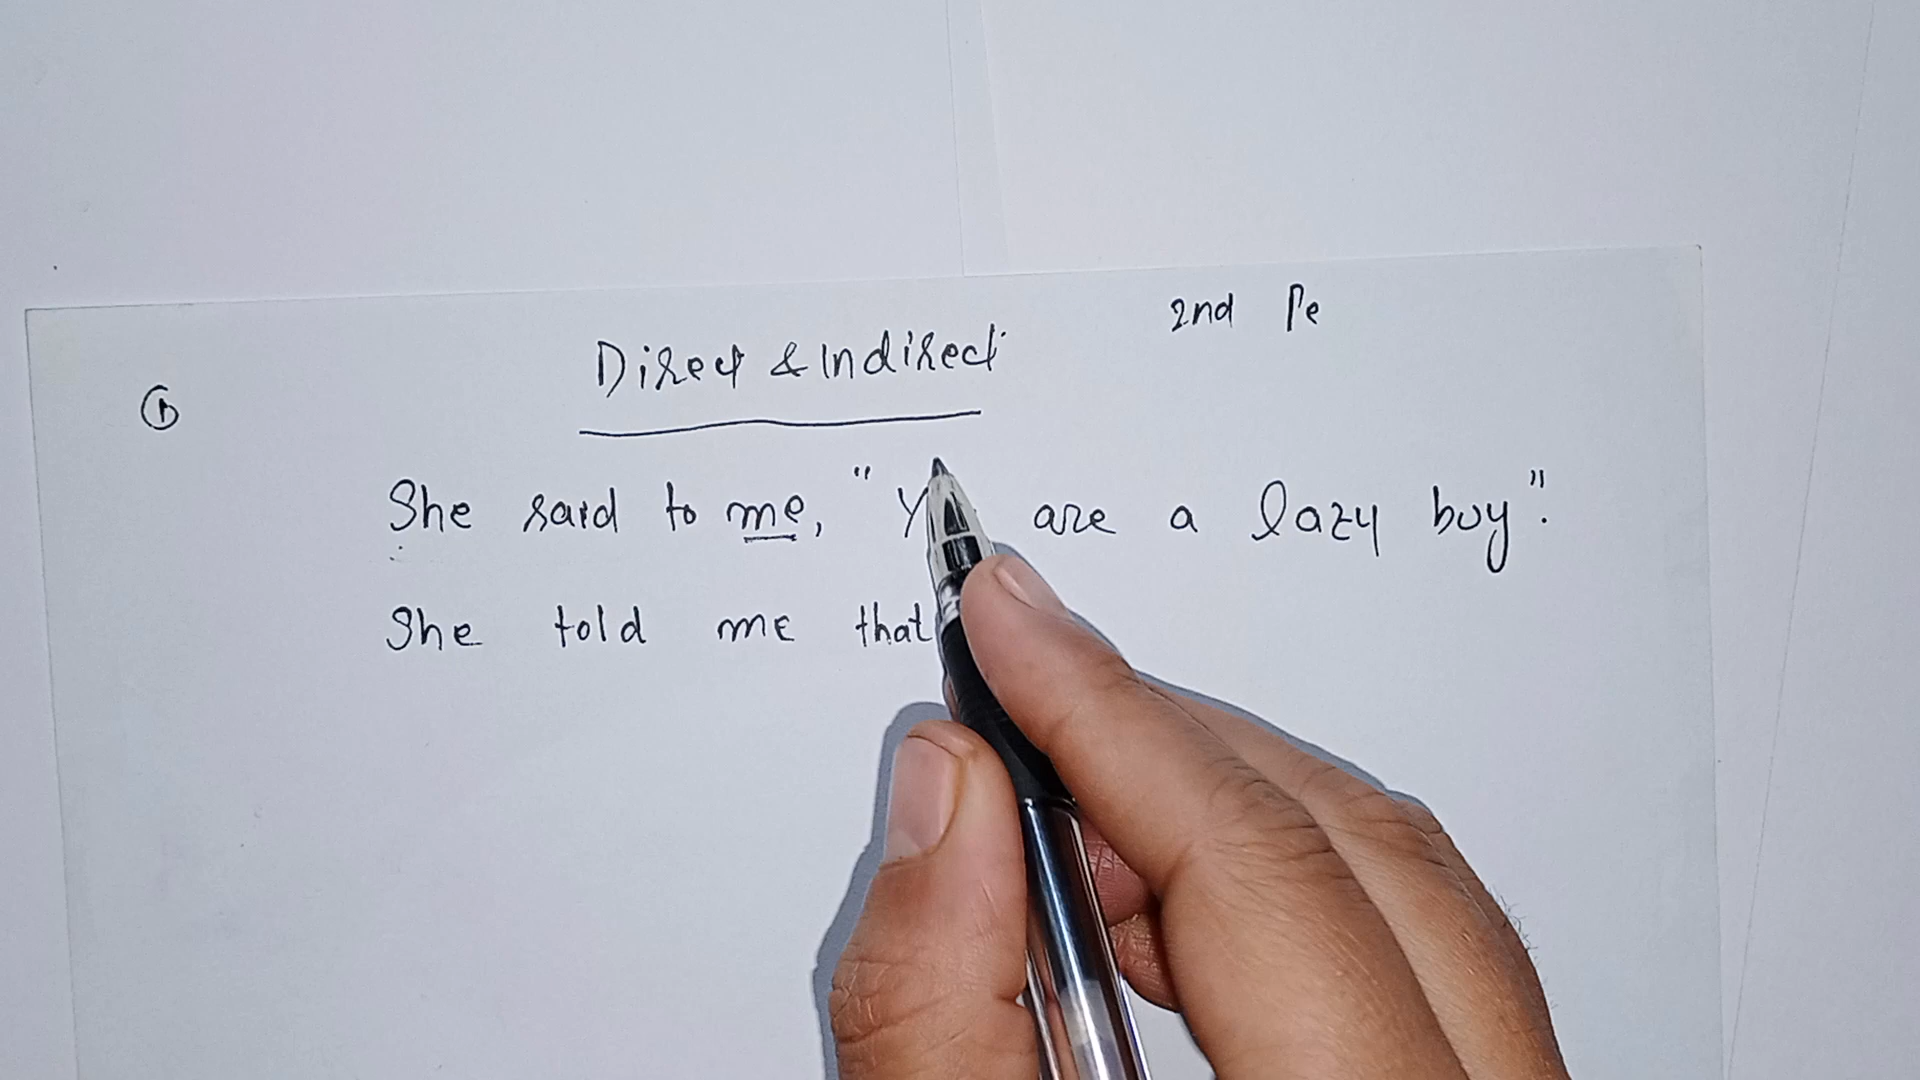 2nd Pe
Direct & Indirect
1
She said to me, " are a lazy boy".
She told me that